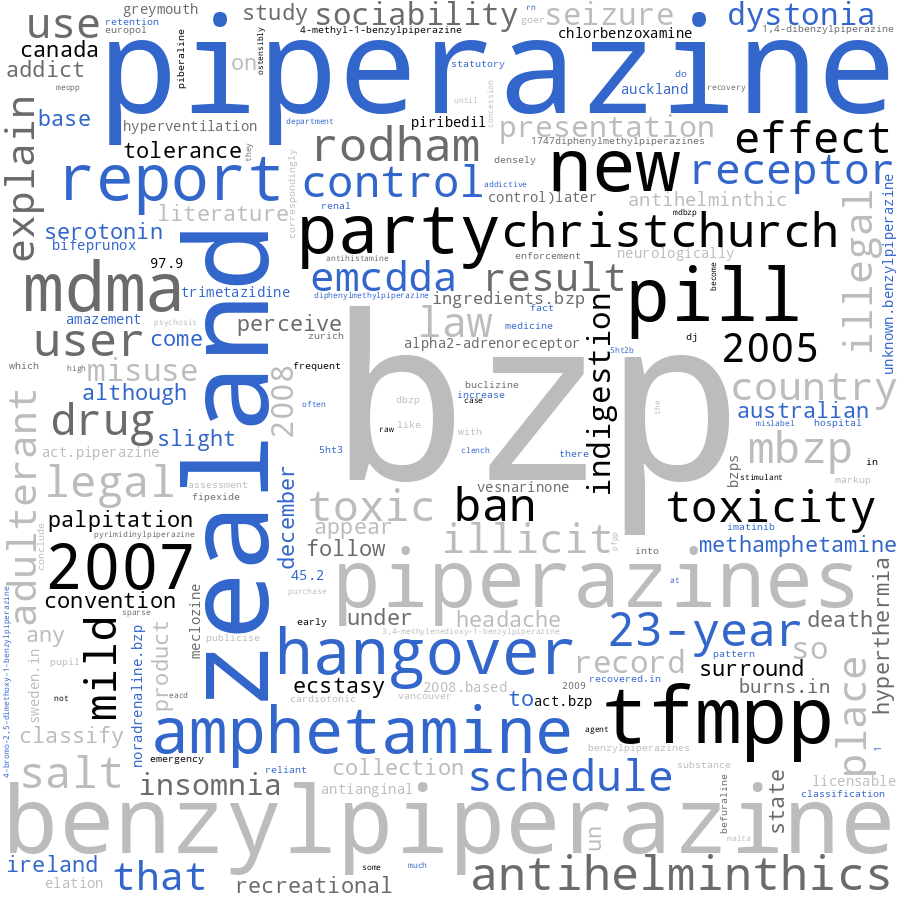 greymouth
retention
europol
use
study
sociability
rn
goer
seizure
dystonia
4-methyl-1-benzylpiperazine
chlorbenzoxamine
1,4-dibenzylpiperazine
canada
piperazine
piberaline
on
ostensibly
statutory
addict
meopp
do
auckland
recovery
until
concession
base
hyperventilation
department
piribedil
presentation
explain
tolerance
they
rodham
1747diphenylmethylpiperazines
new
effect
densely
report
control
addictive
receptor
control)later
antihelminthic
renal
literature
correspondingly
mdbzp
illegal
unknown.benzylpiperazine
serotonin
bifeprunox
party
christchurch
antihistamine
enforcement
neurologically
97.9
zealand
emcdda
result
become
mdma
trimetazidine
diphenylmethylpiperazine
ingredients.bzp
pill
amazement
psychosis
perceive
law
fact
medicine
indigestion
user
come
zurich
alpha2-adrenoreceptor
5ht2b
dj
2005
which
high
misuse
2008
frequent
bzp
buclizine
increase
case
country
although
often
dbzp
like
the
australian
mislabel
hospital
adulterant
drug
slight
raw
with
mbzp
act.piperazine
5ht3
clench
there
bzps
in
stimulant
markup
legal
assessment
fipexide
december
vesnarinone
toxic
ban
toxicity
palpitation
appear
illicit
imatinib
pyrimidinylpiperazine
conclude
follow
pfpp
into
methamphetamine
2007
45.2
piperazines
at
hyperthermia
4-bromo-2,5-dimethoxy-1-benzylpiperazine
purchase
convention
sparse
meclozine
early
under
headache
23-year
death
any
mild
noradrenaline.bzp
product
publicise
3,4-methylenedioxy-1-benzylpiperazine
so
sweden.in
pupil
hangover
pattern
record
surround
place
not
eacd
ecstasy
2008.based
2009
recovered.in
burns.in
cardiotonic
vancouver
to
act.bzp
tfmpp
classify
amphetamine
agent
benzylpiperazines
1
emergency
salt
reliant
collection
schedule
substance
insomnia
antianginal
befuraline
state
licensable
classification
benzylpiperazine
un
malta
ireland
elation
that
some
much
recreational
antihelminthics